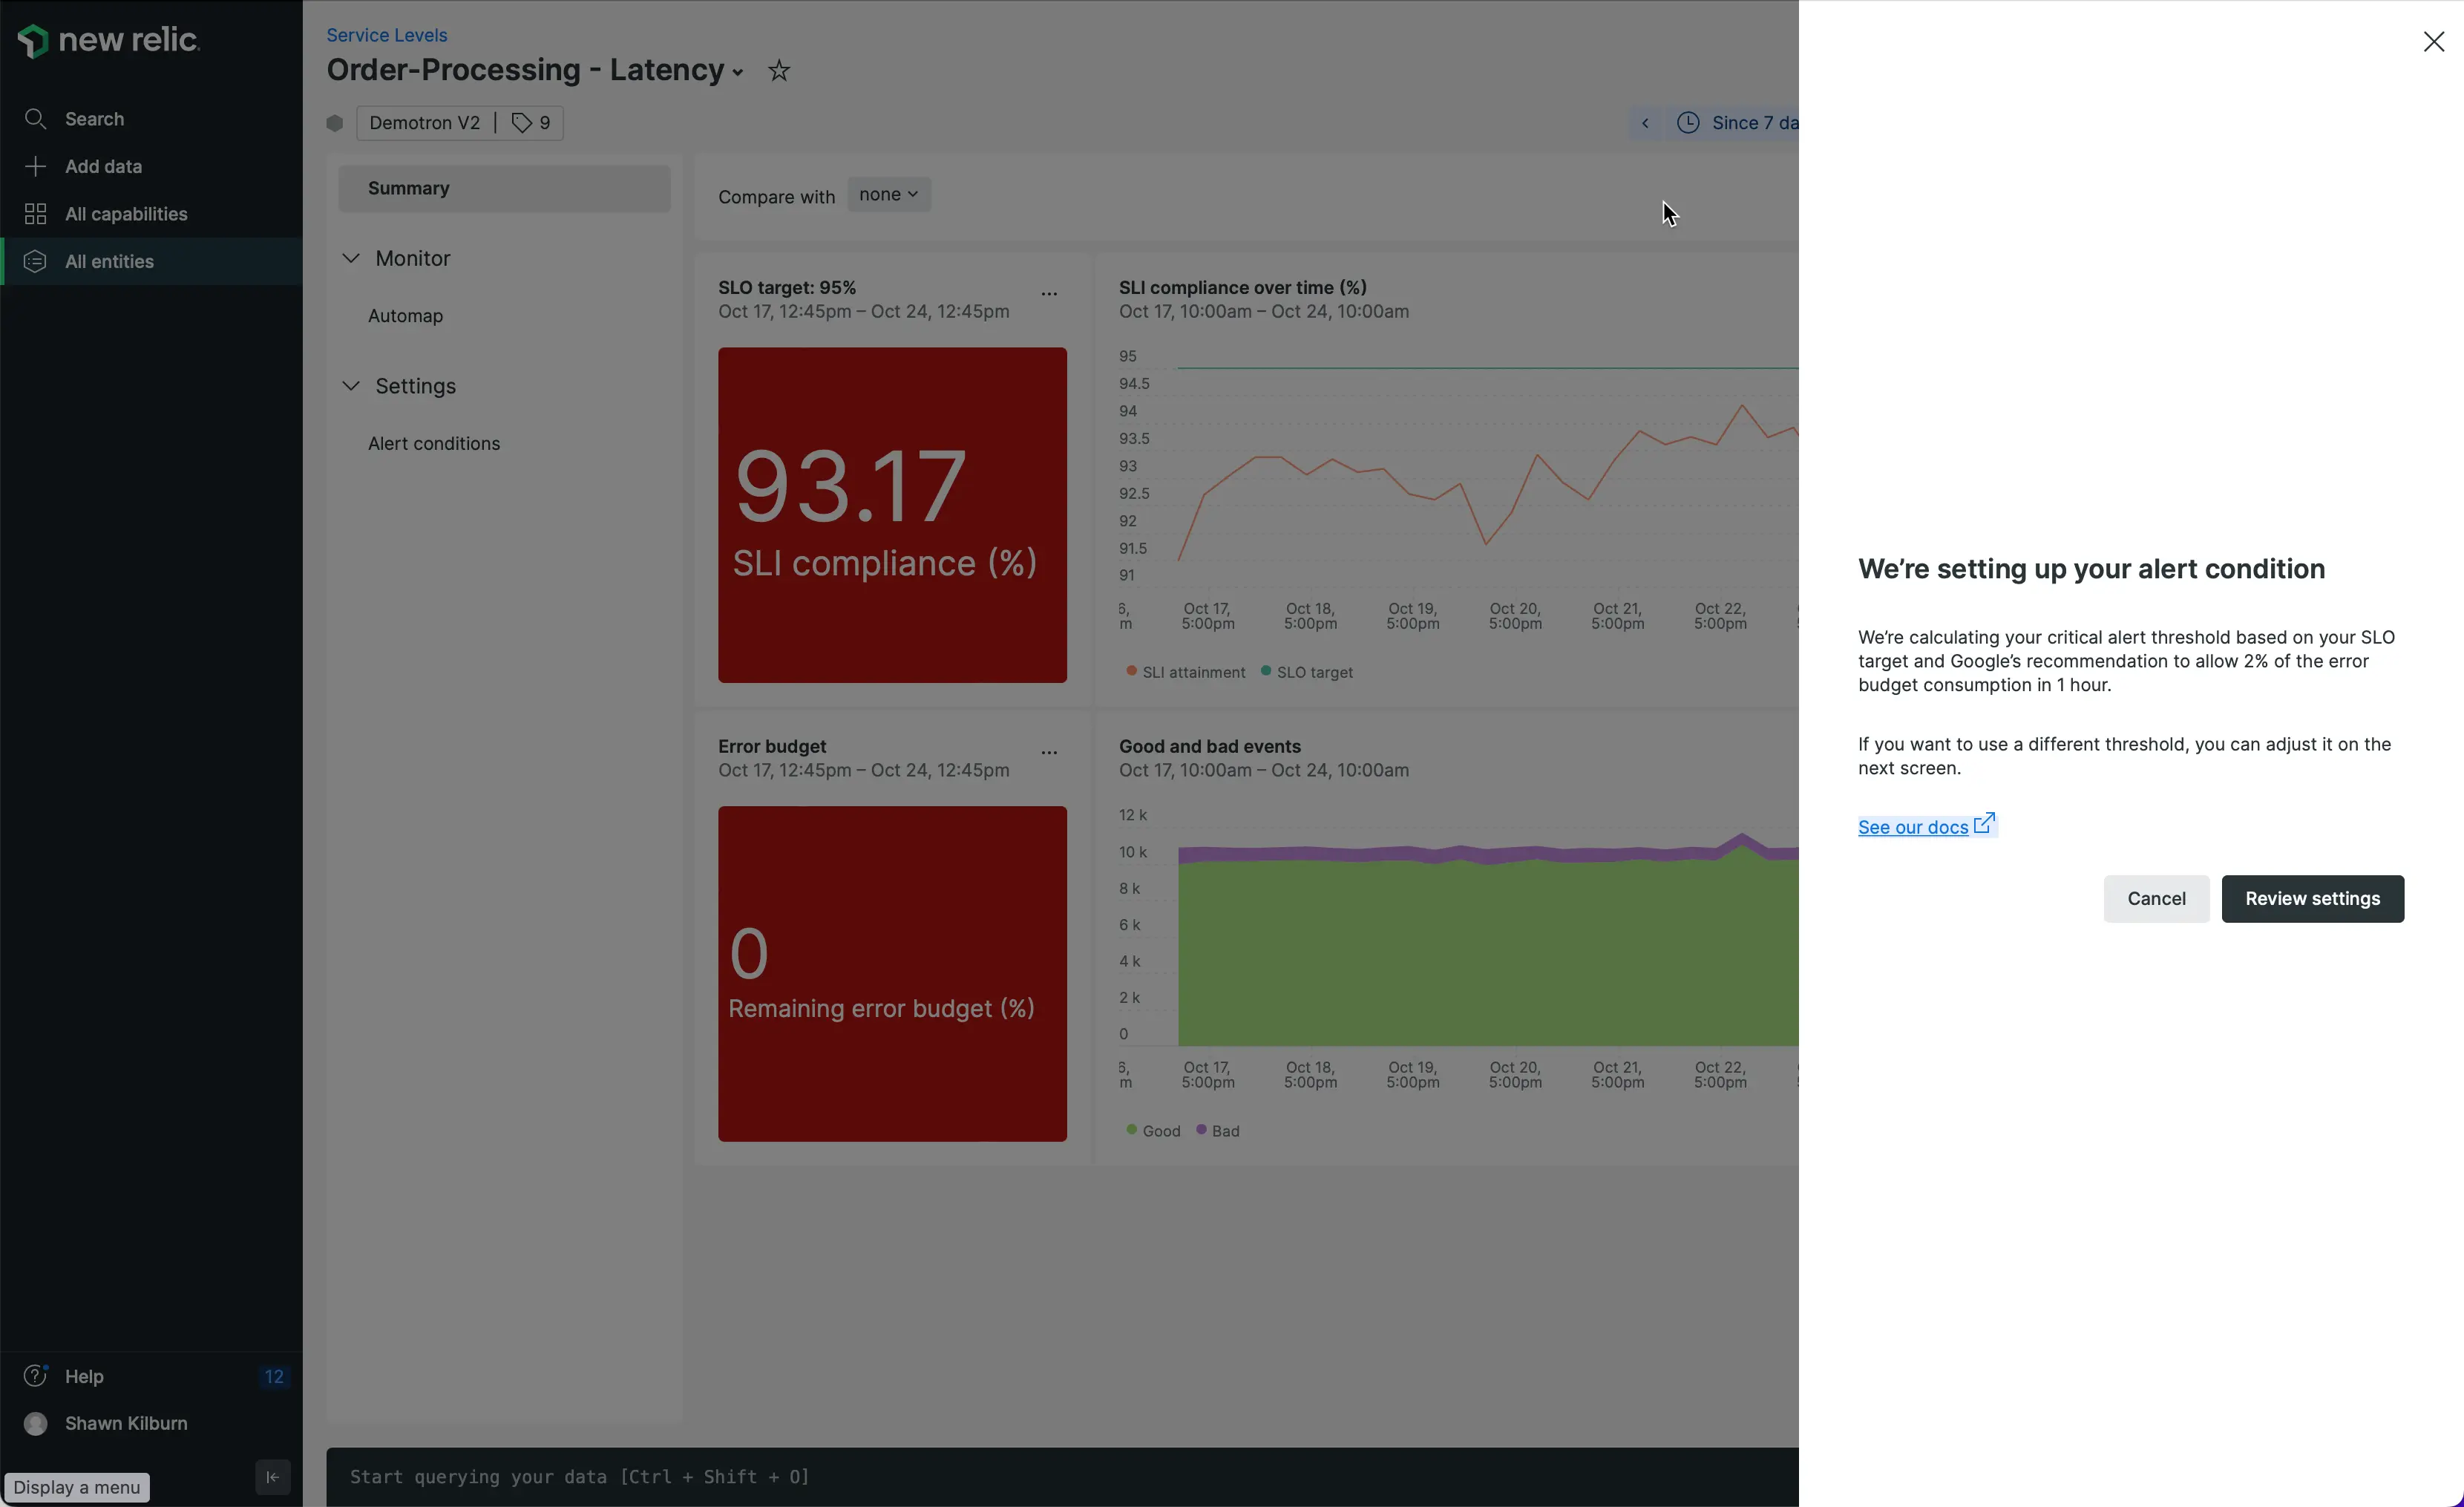 new relic
Search
Add data
All capabilities
All entities
Help 12
Shawn Kilburn
Display a menu
Service Levels
Order-Processing - Latency
Demotron V2 | 9
Since 7 da
Summary
Monitor
Automap
Settings
Alert conditions
Compare with none
SLO target: 95%
Oct 17, 12:45pm – Oct 24, 12:45pm
93.17
SLI compliance (%)
SLI compliance over time (%)
Oct 17, 10:00am – Oct 24, 10:00am
95
94.5
94
93.5
93
92.5
92
91.5
91
6, Oct 17, Oct 18, Oct 19, Oct 20, Oct 21, Oct 22,
m 5:00pm 5:00pm 5:00pm 5:00pm 5:00pm 5:00pm
SLI attainment SLO target
Error budget
Oct 17, 12:45pm – Oct 24, 12:45pm
0
Remaining error budget (%)
Good and bad events
Oct 17, 10:00am – Oct 24, 10:00am
12 k
10 k
8 k
6 k
4 k
2 k
0
6, Oct 17, Oct 18, Oct 19, Oct 20, Oct 21, Oct 22,
m 5:00pm 5:00pm 5:00pm 5:00pm 5:00pm 5:00pm
Good Bad
Start querying your data [Ctrl + Shift + O]
We’re setting up your alert condition
We’re calculating your critical alert threshold based on your SLO
target and Google’s recommendation to allow 2% of the error
budget consumption in 1 hour.
If you want to use a different threshold, you can adjust it on the
next screen.
See our docs
Cancel Review settings